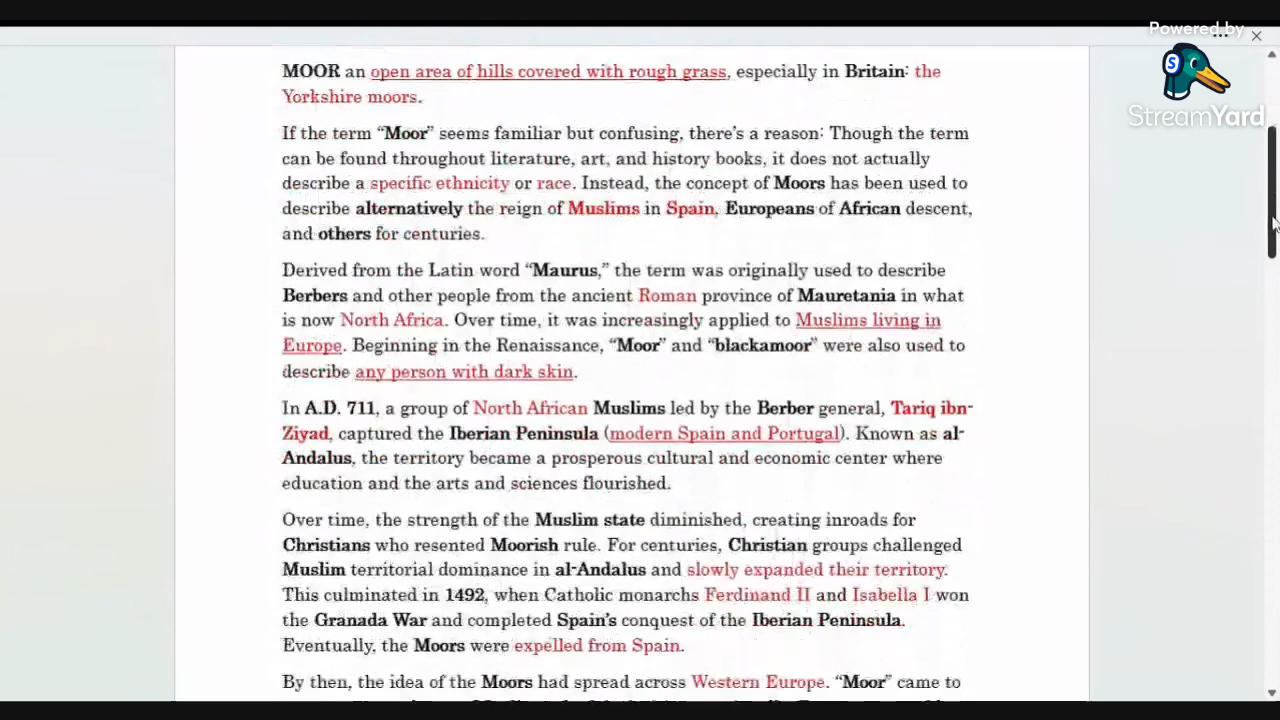 Powered by
StreamYard
MOOR an open area of hills covered with rough grass, especially in Britain: the
Yorkshire moors.
If the term “Moor” seems familiar but confusing, there’s a reason: Though the term
can be found throughout literature, art, and history books, it does not actually
describe a specific ethnicity or race. Instead, the concept of Moors has been used to
describe alternatively the reign of Muslims in Spain, Europeans of African descent,
and others for centuries.
Derived from the Latin word “Maurus,” the term was originally used to describe
Berbers and other people from the ancient Roman province of Mauretania in what
is now North Africa. Over time, it was increasingly applied to Muslims living in
Europe. Beginning in the Renaissance, “Moor” and “blackamoor” were also used to
describe any person with dark skin.
In A.D. 711, a group of North African Muslims led by the Berber general, Tariq ibn-
Ziyad, captured the Iberian Peninsula (modern Spain and Portugal). Known as al-
Andalus, the territory became a prosperous cultural and economic center where
education and the arts and sciences flourished.
Over time, the strength of the Muslim state diminished, creating inroads for
Christians who resented Moorish rule. For centuries, Christian groups challenged
Muslim territorial dominance in al-Andalus and slowly expanded their territory.
This culminated in 1492, when Catholic monarchs Ferdinand II and Isabella I won
the Granada War and completed Spain’s conquest of the Iberian Peninsula.
Eventually, the Moors were expelled from Spain.
By then, the idea of the Moors had spread across Western Europe. “Moor” came to